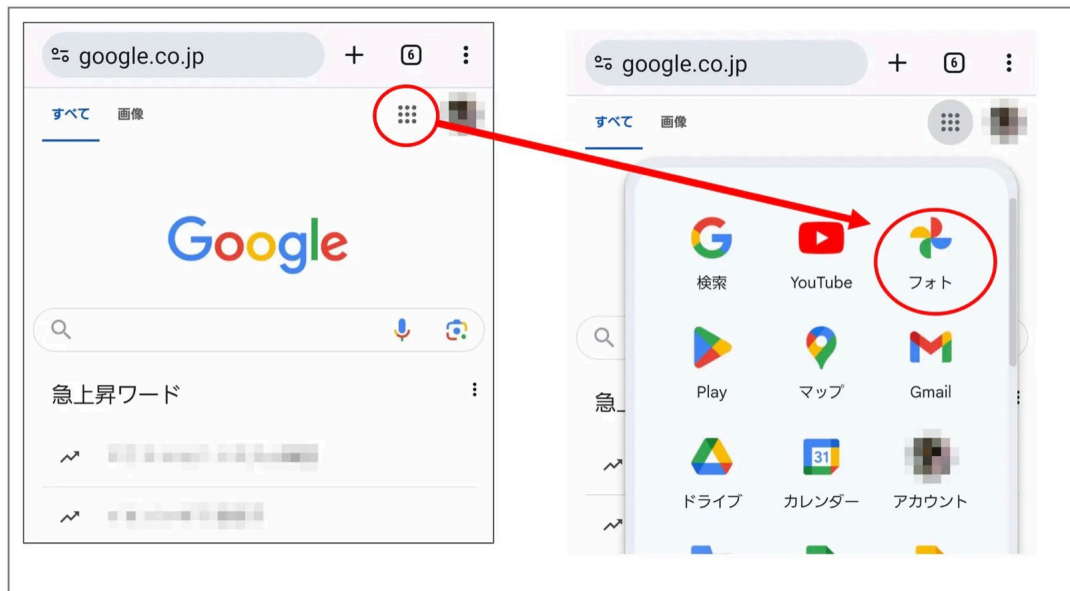 google.co.jp
6
すべて 画像
Google
急上昇ワード
google.co.jp
6
すべて 画像
検索 YouTube フォト
Play マップ Gmail
急
31
ドライブ カレンダー アカウント